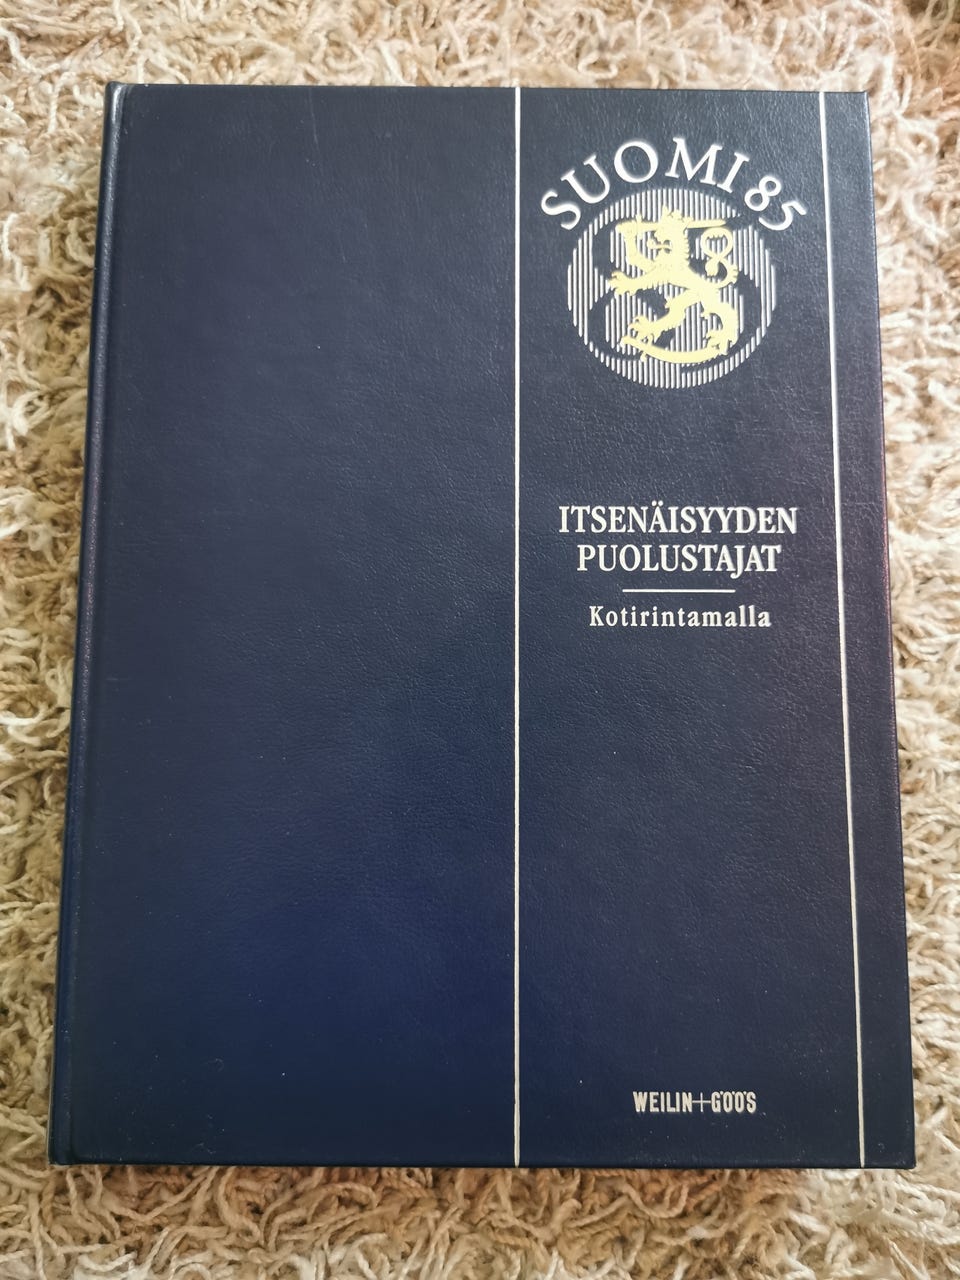 SUOMI 85
ITSENÄISYYDEN
PUOLUSTAJAT
Kotirintamalla
WEILIN+GÖÖS